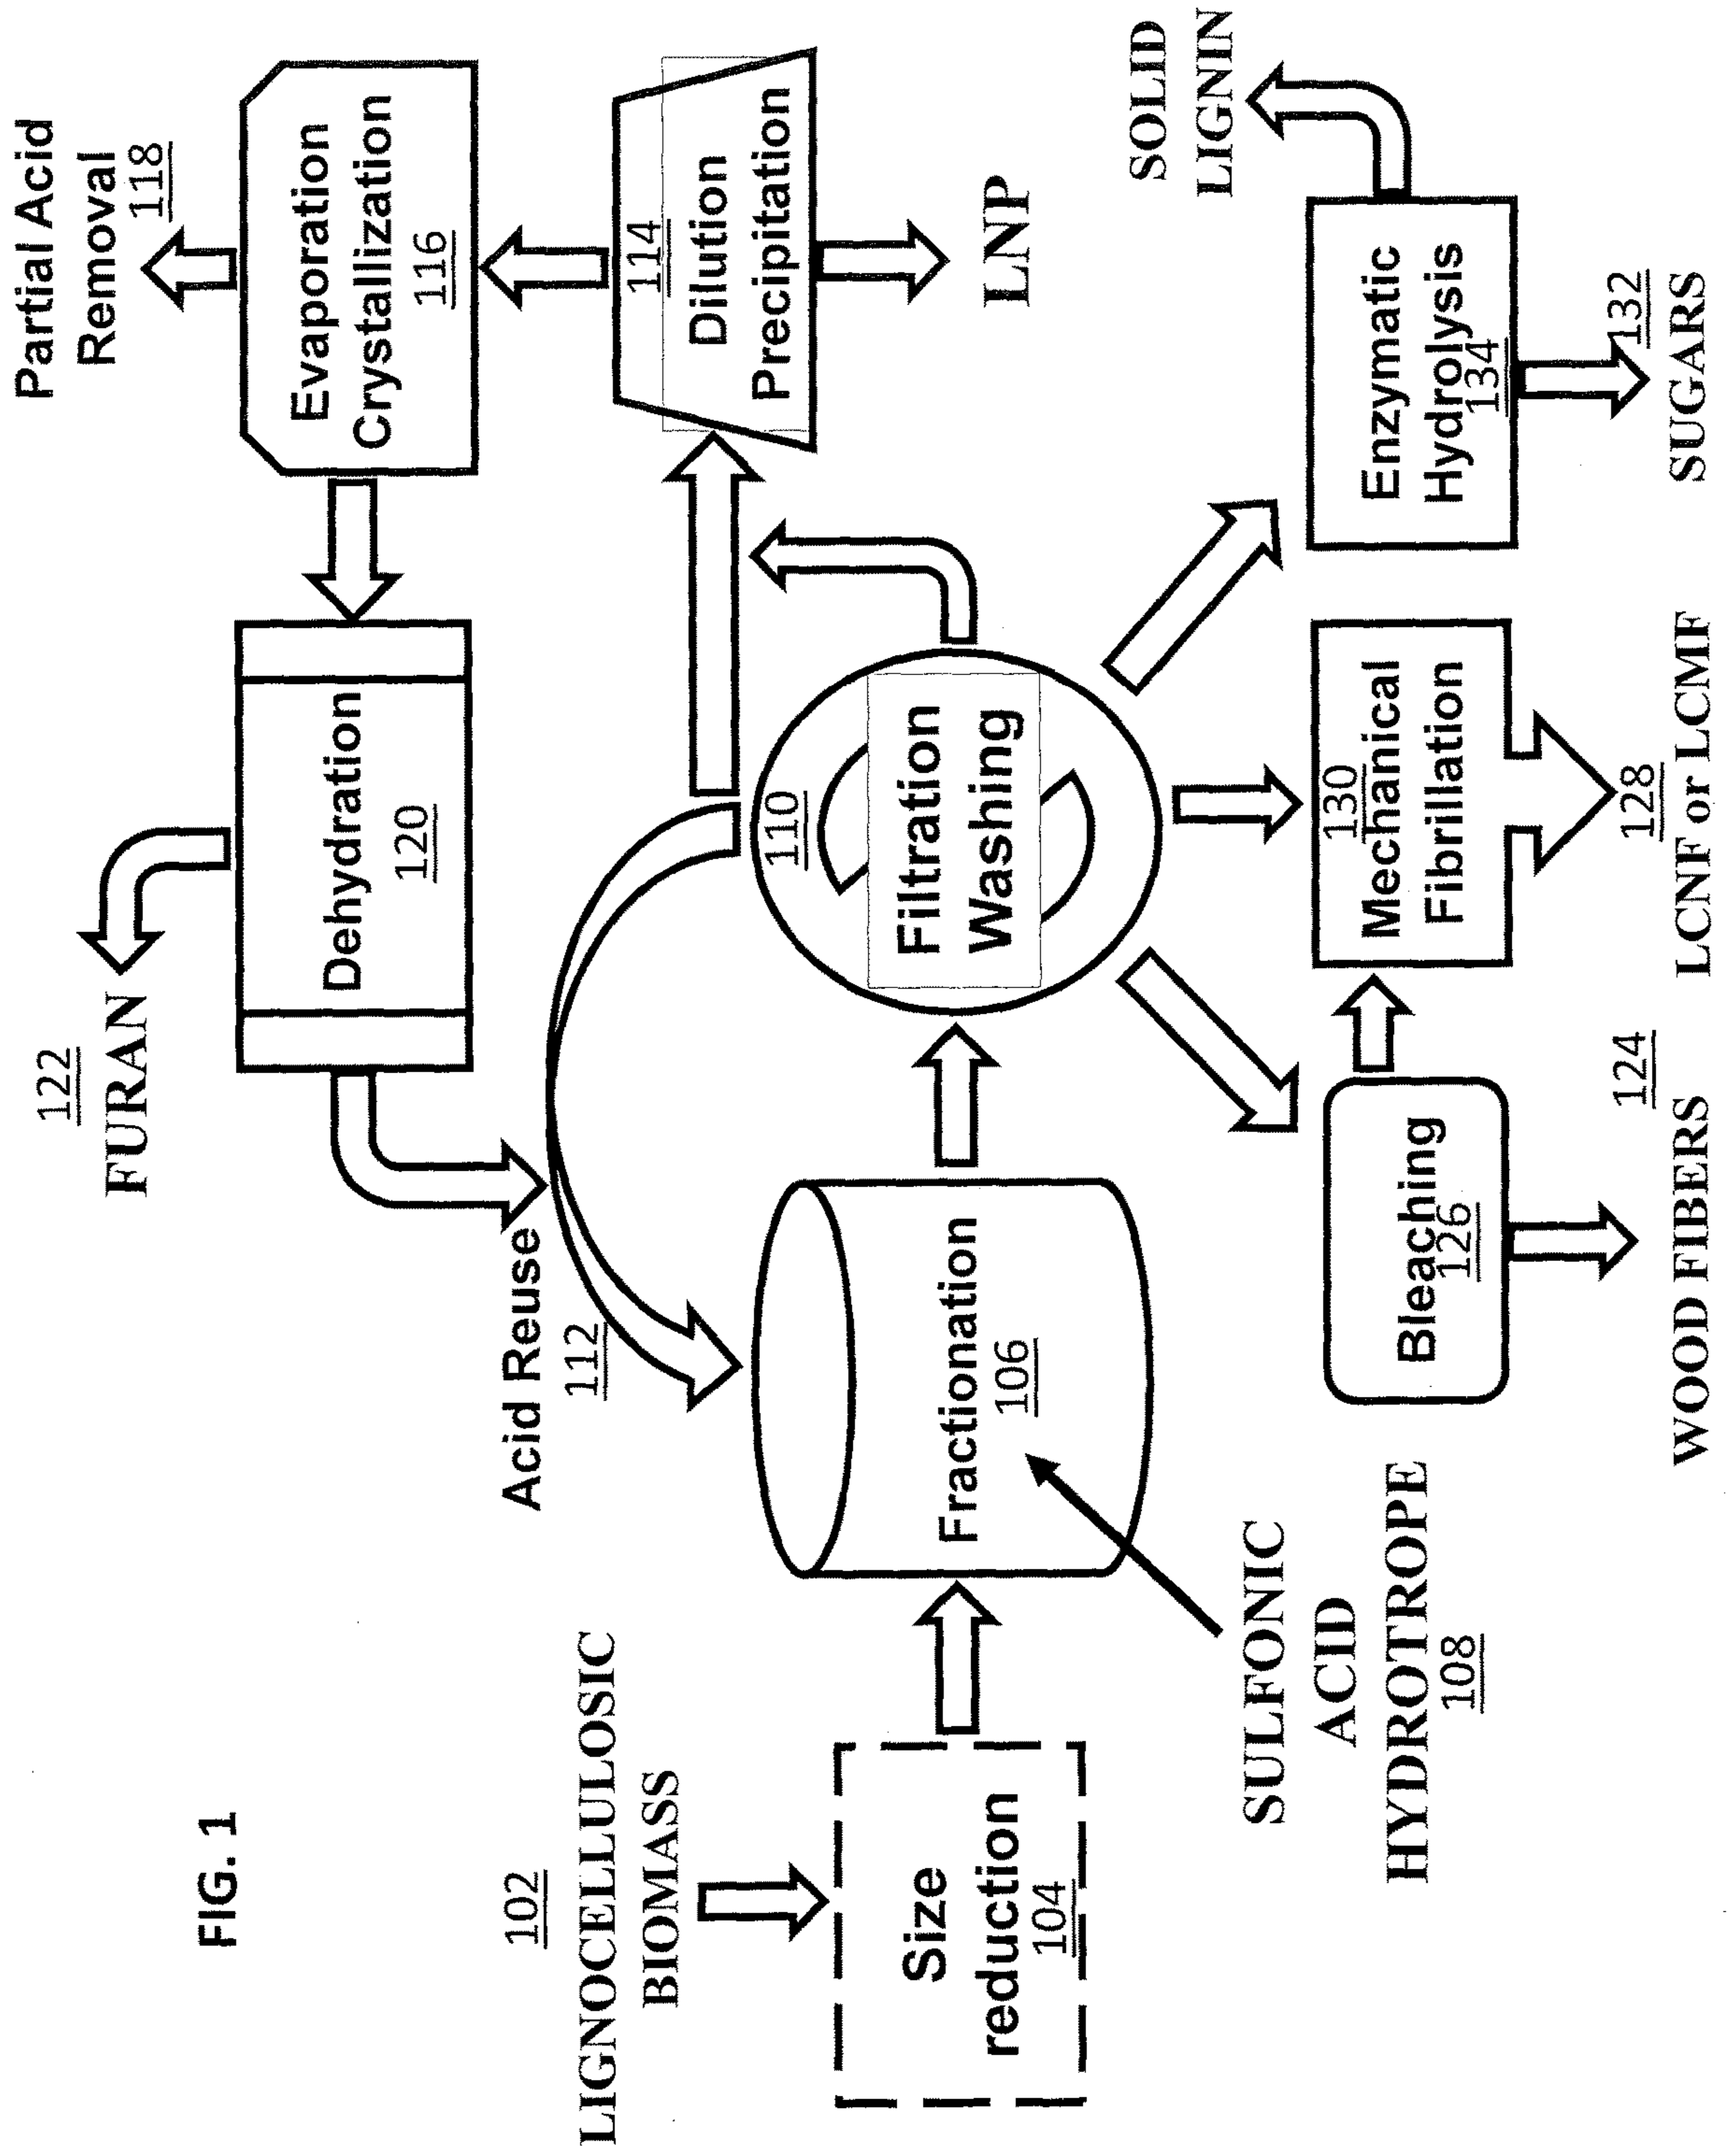 FIG. 1
122
FURAN
Partial Acid
Removal
118
Dehydration
120
Evaporation
Crystallization
116
Acid Reuse
112
114
Dilution
Precipitation
LNP
102
LIGNOCELLULOSIC
BIOMASS
Size
reduction
104
Fractionation
106
110
Filtration
Washing
SULFONIC
ACID
HYDROTROPE
108
Bleaching
126
124
WOOD FIBERS
130
Mechanical
Fibrillation
128
LCNF or LCMF
Enzymatic
Hydrolysis
134
132
SUGARS
SOLID
LIGNIN